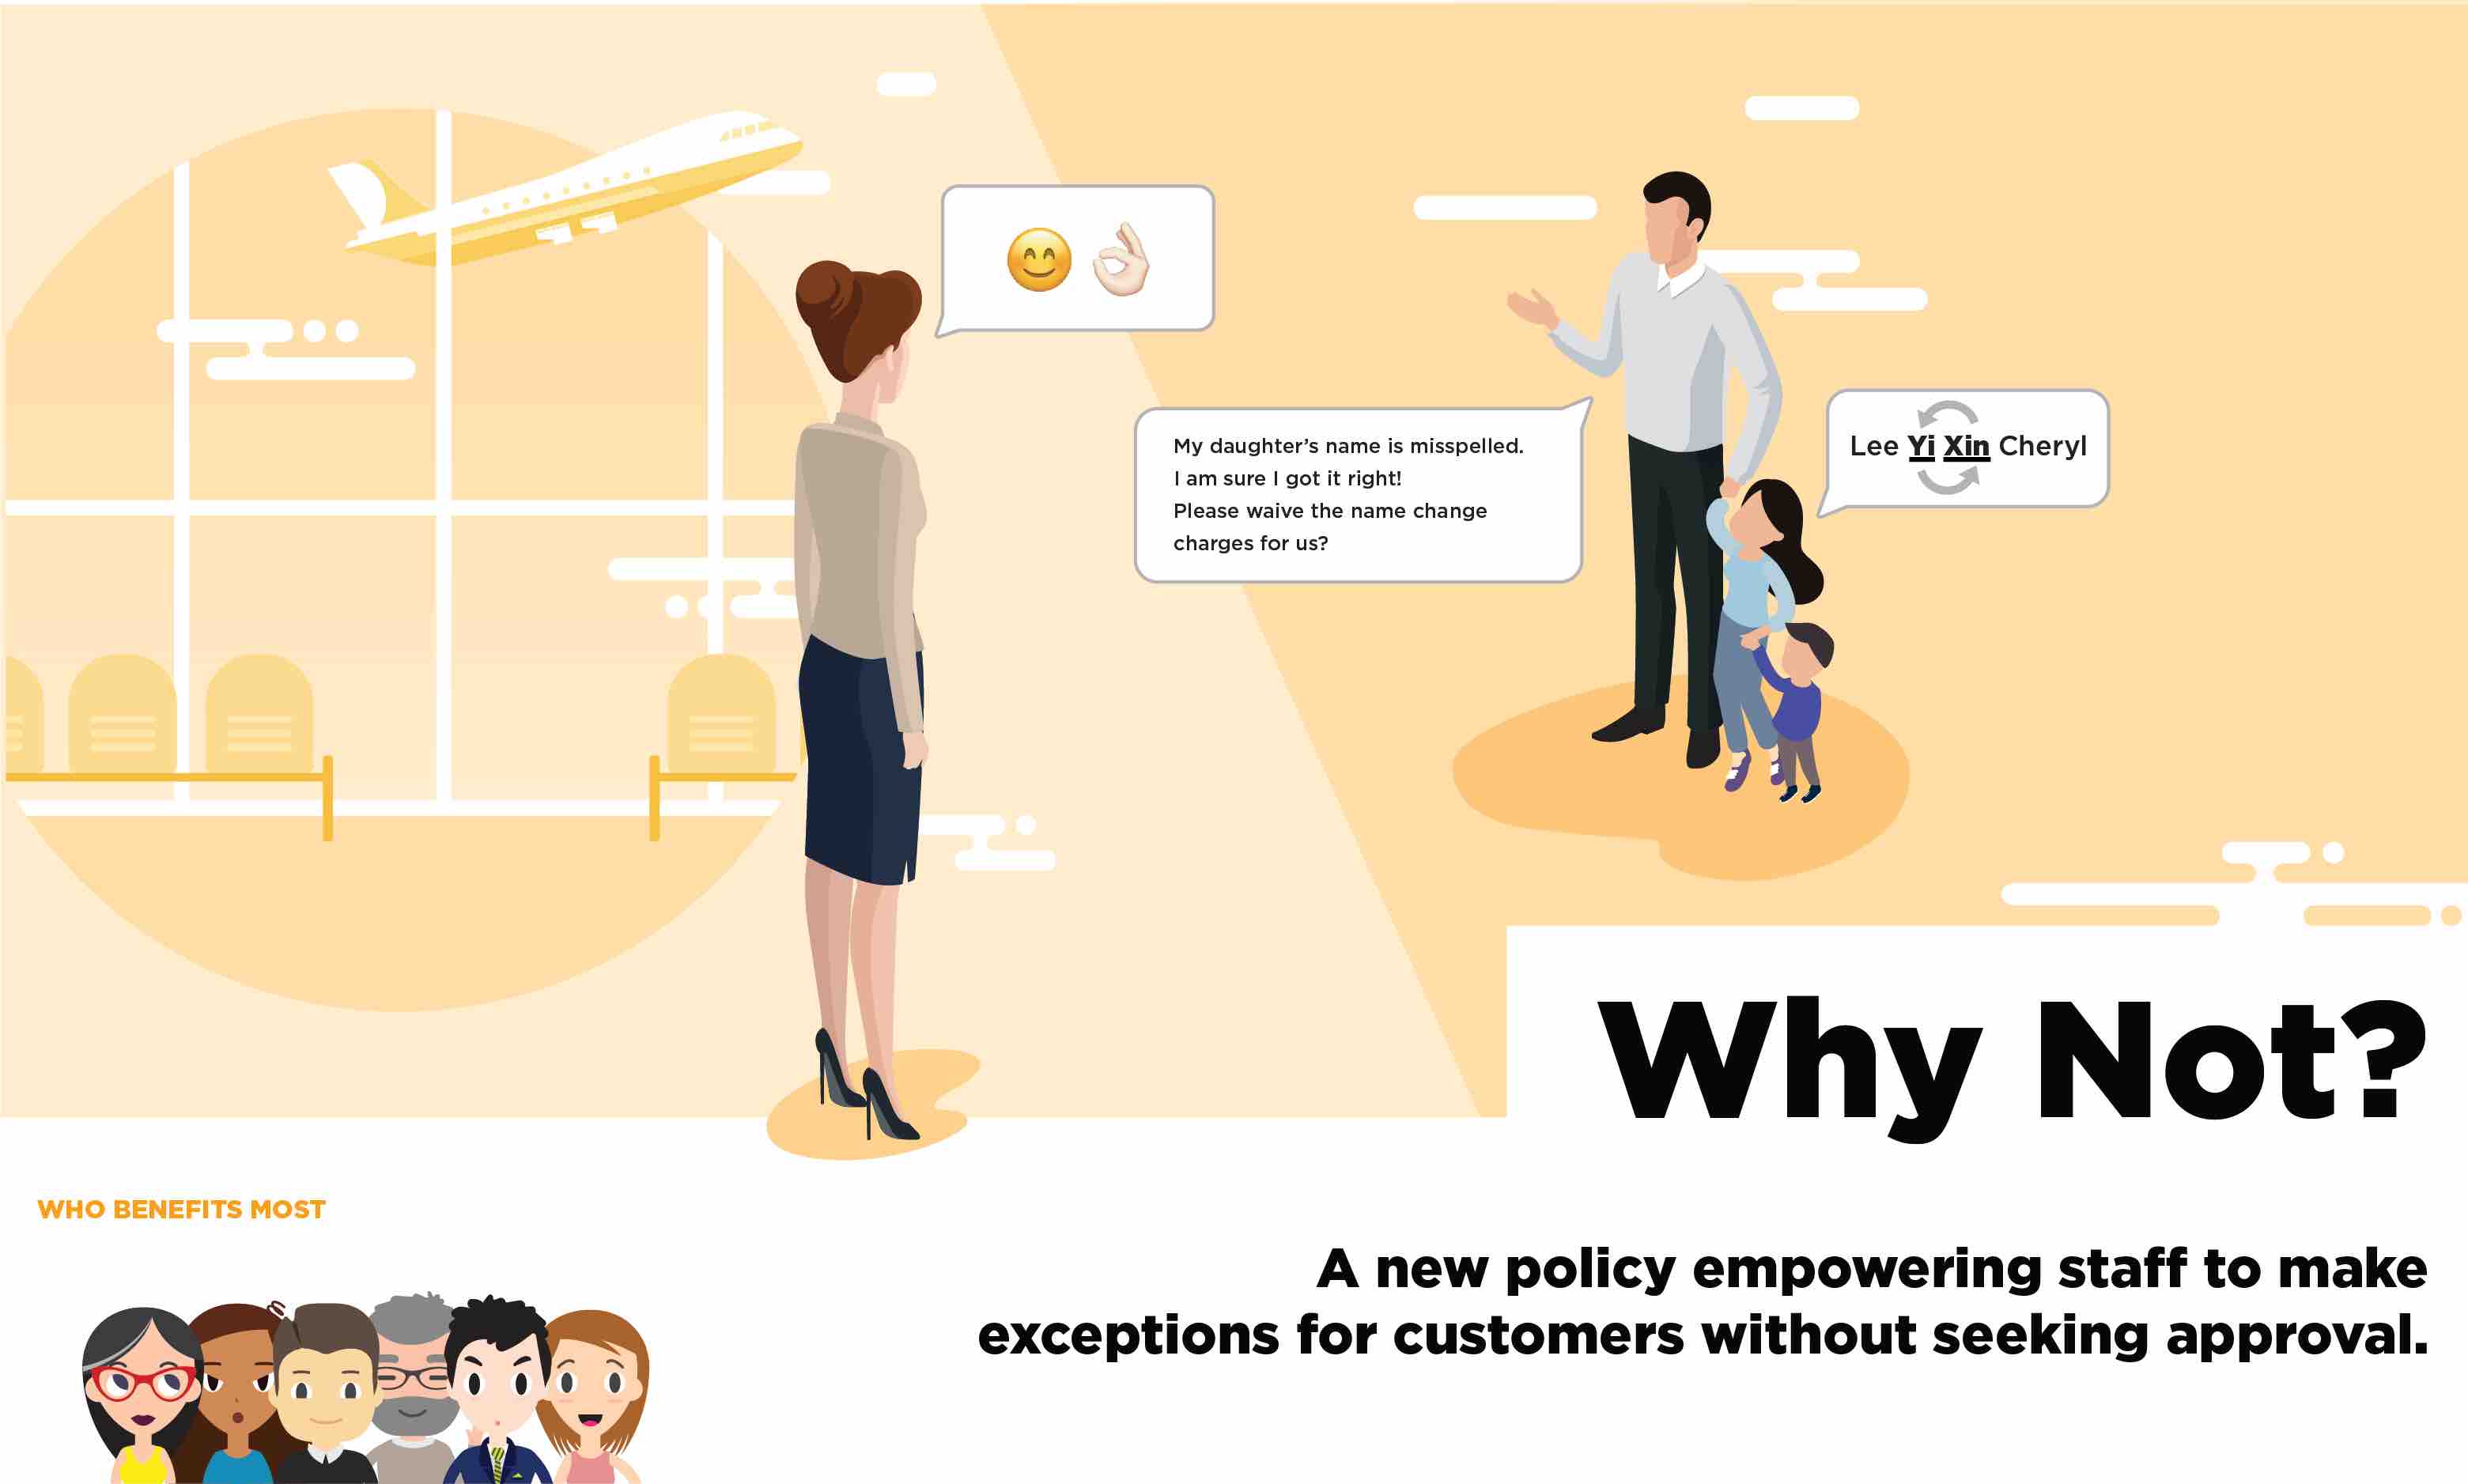 My daughter’s name is misspelled.
I am sure I got it right!
Please waive the name change
charges for us?
Lee Yi Xin Cheryl
Why Not?
WHO BENEFITS MOST
A new policy empowering staff to make
exceptions for customers without seeking approval.